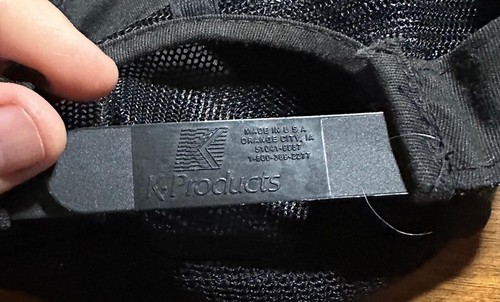 K
MADE IN U S A
ORANGE CITY, IA
K-Products